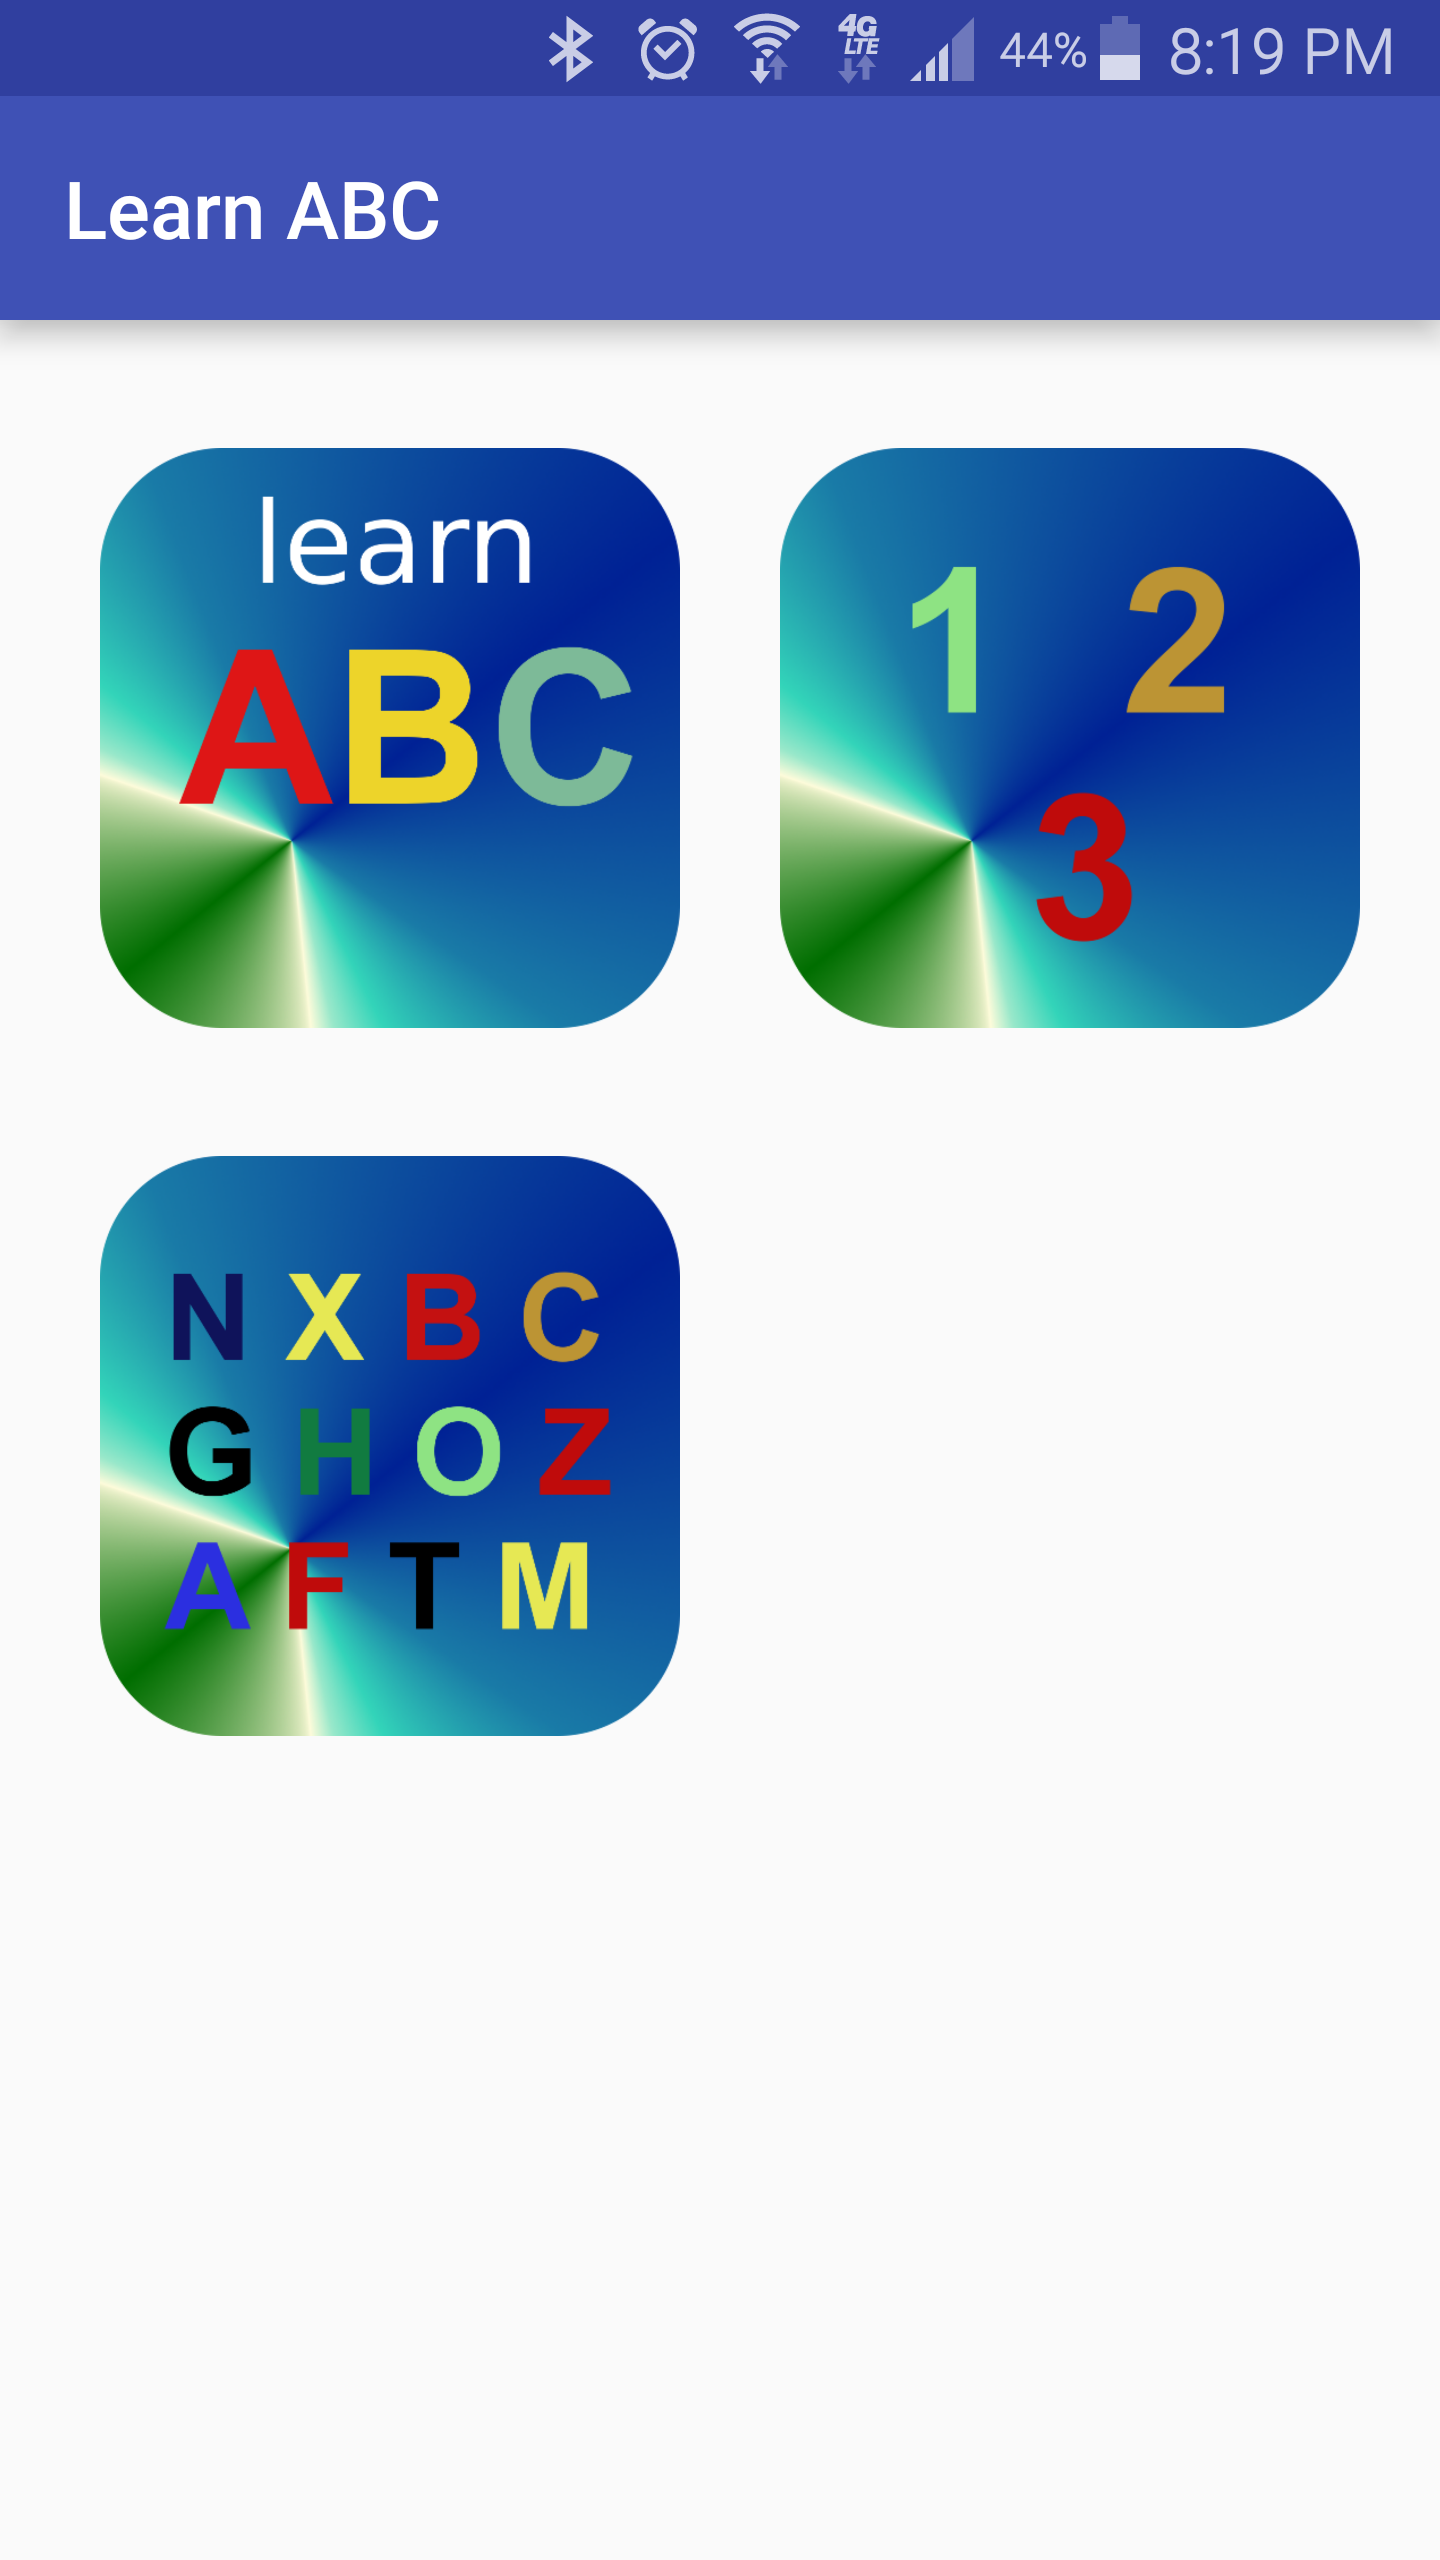 4G LTE 44% 8:19 PM
Learn ABC
learn
ABC
1 2
3
N X B C
G H O Z
A F T M